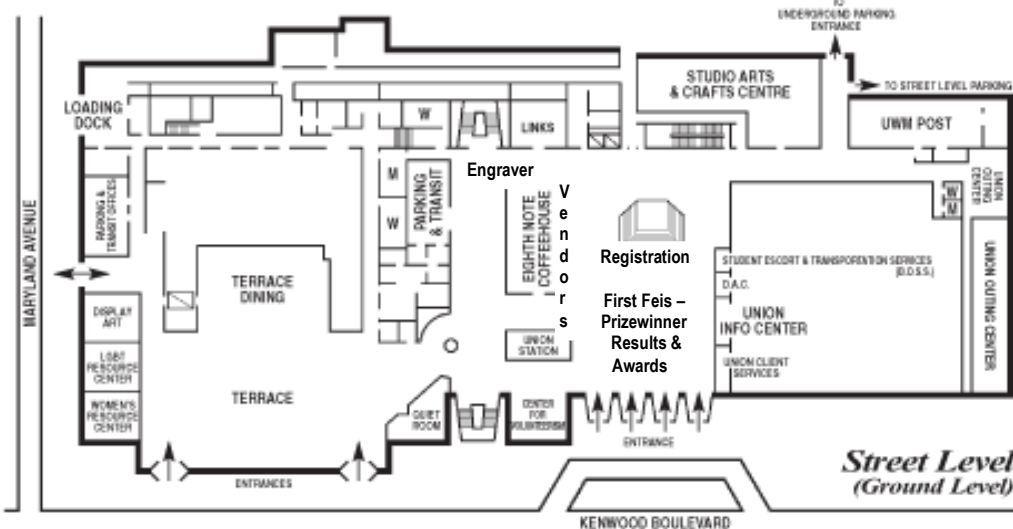 TO
UNDERGROUND PARKING
ENTRANCE
TO STREET LEVEL PARKING
STUDIO ARTS
& CRAFTS CENTRE
LOADING
DOCK
W
LINKS
UWM POST
Engraver
M
W
PARKING
& TRANSIT
PARKING &
TRANSIT OFFICES
EIGHTH NOTE
COFFEEHOUSE
Vendors
Registration
UNION
OUTING
CENTER
W
M
MARYLAND AVENUE
STUDENT ESCORT & TRANSPORTATION SERVICES
(B.O.S.S.)
D.A.C.
UNION OUTING CENTER
TERRACE
DINING
First Feis –
Prizewinner
Results &
Awards
UNION
INFO CENTER
DISPLAY
ART
UNION
STATION
UNION CLIENT
SERVICES
LGBT
RESOURCE
CENTER
TERRACE
WOMEN'S
RESOURCE
CENTER
QUIET
ROOM
CENTER
FOR
VOLUNTEERISM
ENTRANCE
ENTRANCES
Street Level
(Ground Level)
KENWOOD BOULEVARD